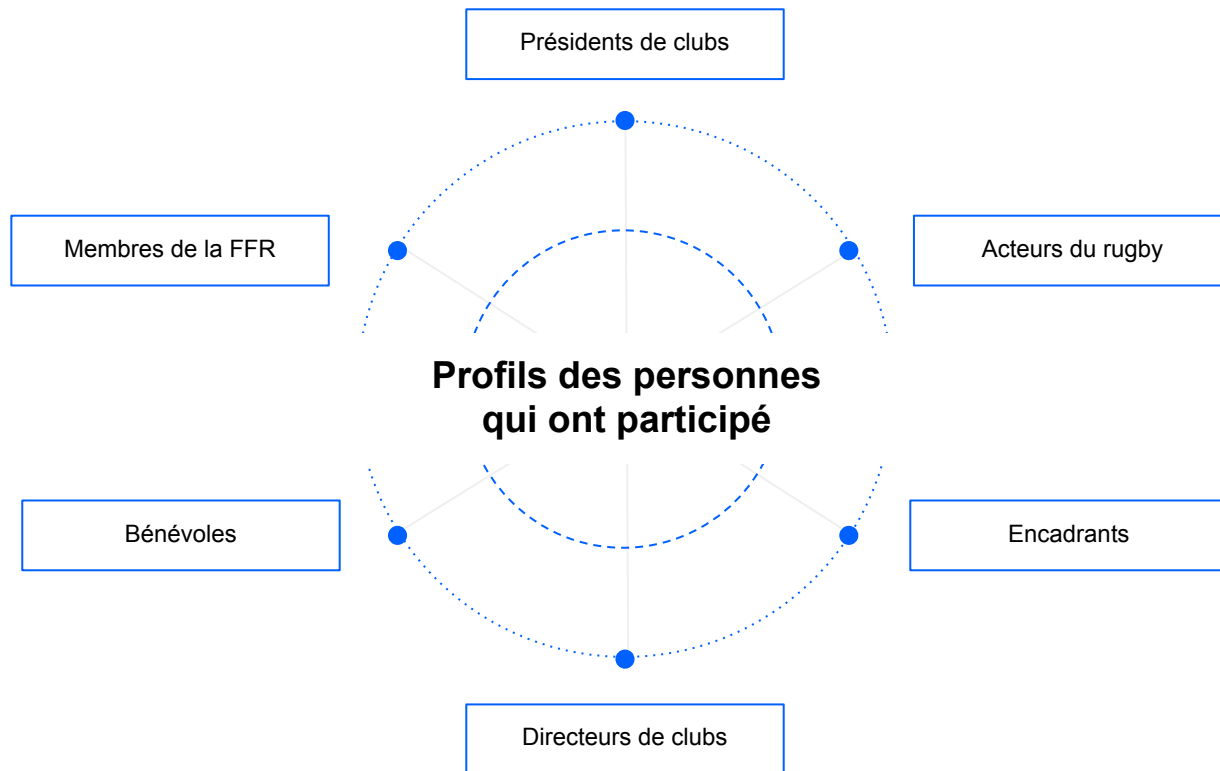 Présidents de clubs
Membres de la FFR
Acteurs du rugby
Profils des personnes
qui ont participé
Bénévoles
Encadrants
Directeurs de clubs